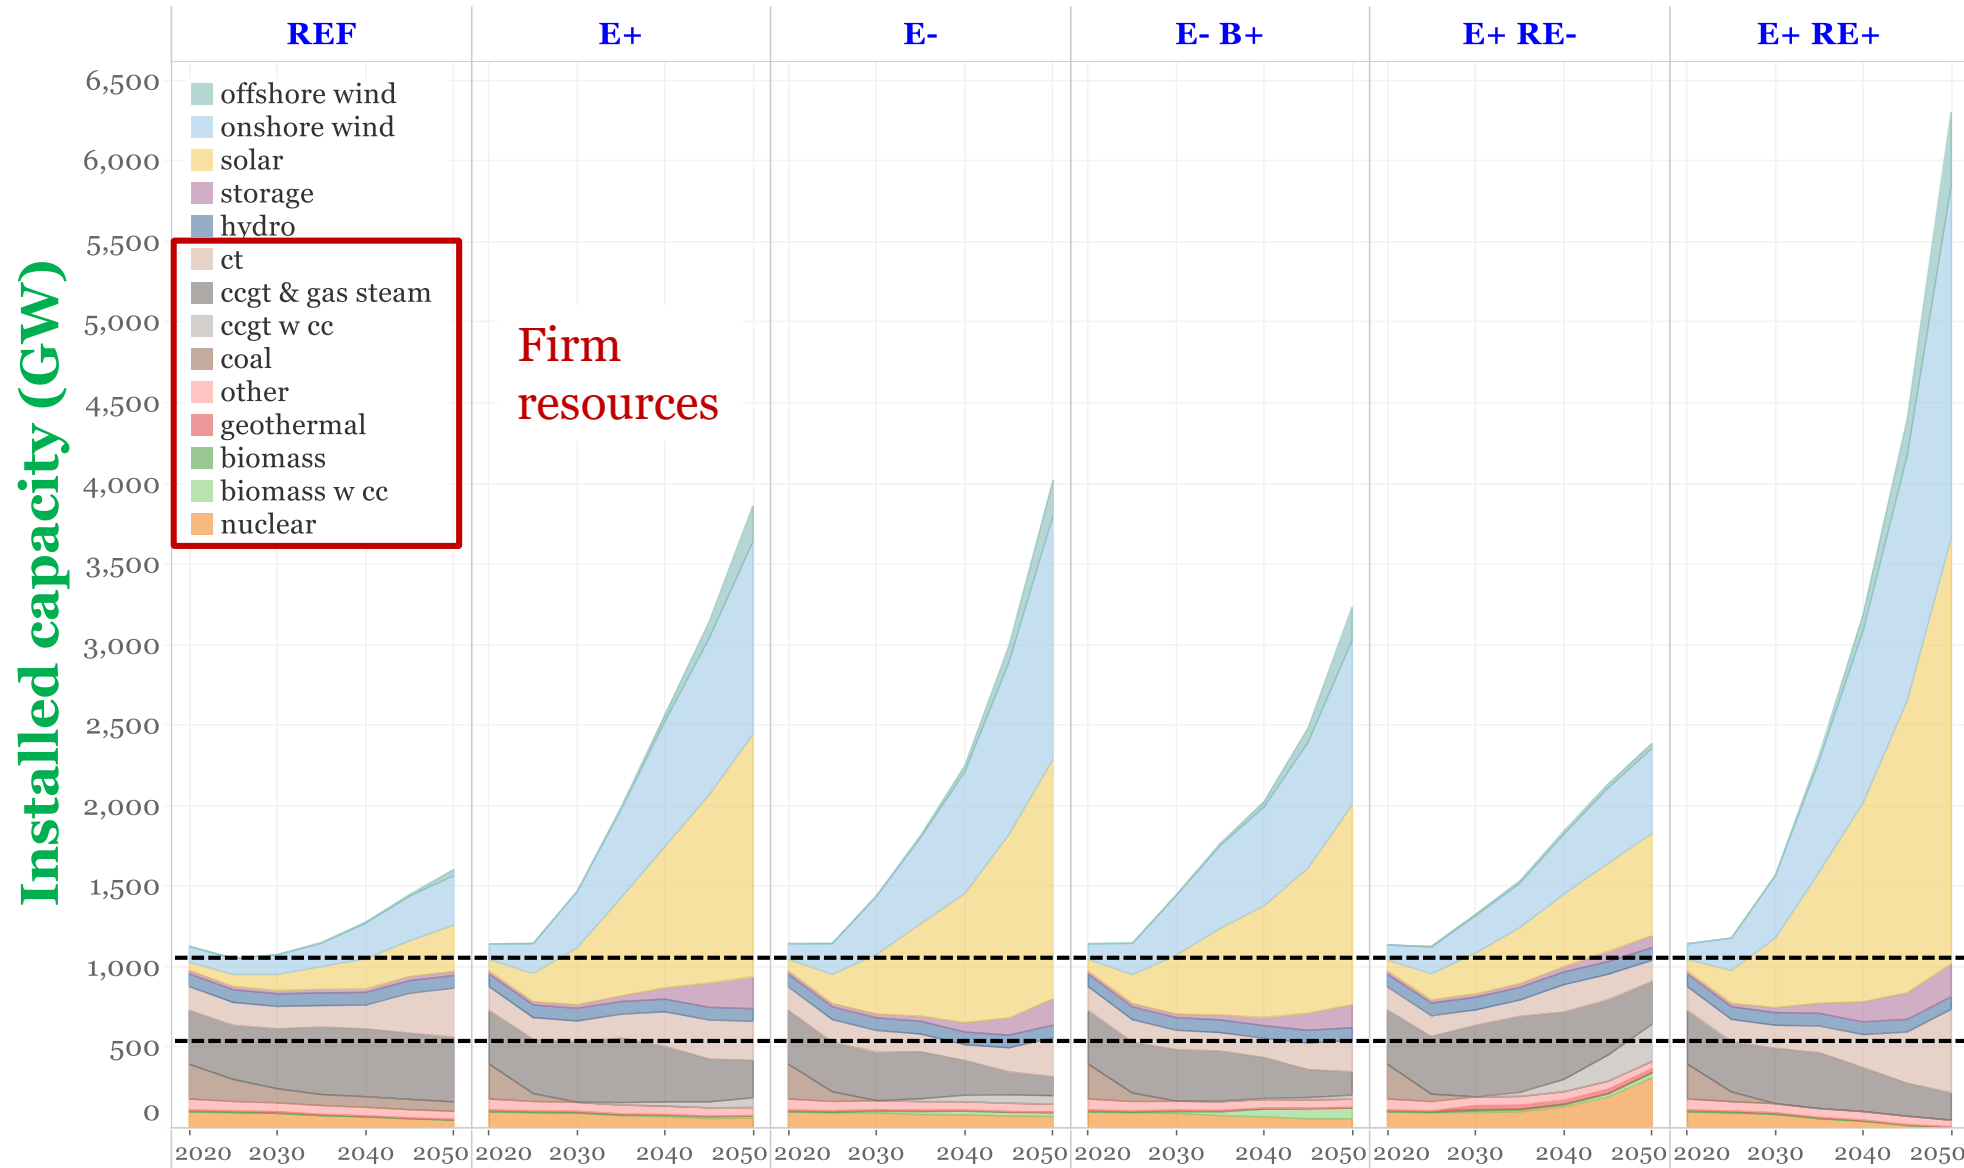 REF
E+
E-
E- B+
E+ RE-
E+ RE+
Installed capacity (GW)
6,500
6,000
5,500
5,000
4,500
4,000
3,500
3,000
2,500
2,000
1,500
1,000
500
0
offshore wind
onshore wind
solar
storage
hydro
ct
ccgt & gas steam
ccgt w cc
coal
other
geothermal
biomass
biomass w cc
nuclear
Firm
resources
2020 2030 2040 2050
2020 2030 2040 2050
2020 2030 2040 2050
2020 2030 2040 2050
2020 2030 2040 2050
2020 2030 2040 2050